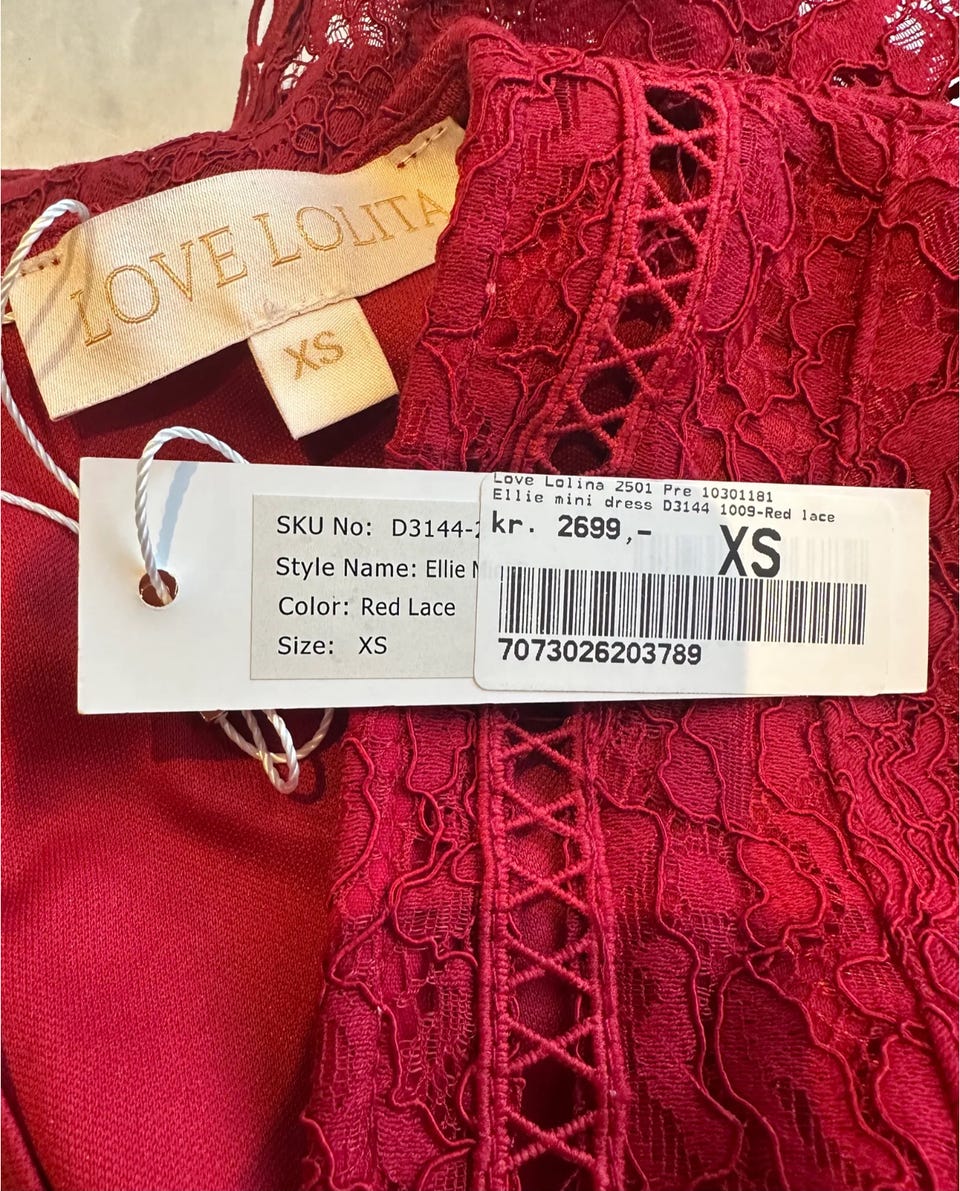 LOVE LOLITA
XS
SKU No: D3144-
Style Name: Ellie
Color: Red Lace
Size: XS
Love Lolina 2501 Pre 10301181
Ellie mini dress D3144 1009-Red lace
kr. 2699,-
XS
7073026203789